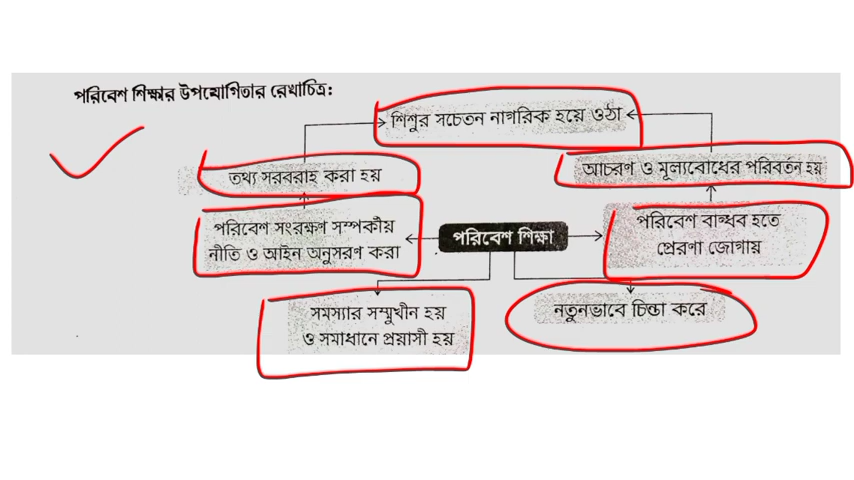 পরিবেশ শিক্ষার উপযোগিতার রেখাচিত্র:
শিশুর সচেতন নাগরিক হয়ে ওঠা
তথ্য সরবরাহ করা হয়
আচরণ ও মূল্যবোধের পরিবর্তন হয়
পরিবেশ সংরক্ষণ সম্পর্কীয়
নীতি ও আইন অনুসরণ করা
পরিবেশ শিক্ষা
পরিবেশ বান্ধব হতে
প্রেরণা জোগায়
সমস্যার সম্মুখীন হয়
ও সমাধানে প্রয়াসী হয়
নতুনভাবে চিন্তা করে